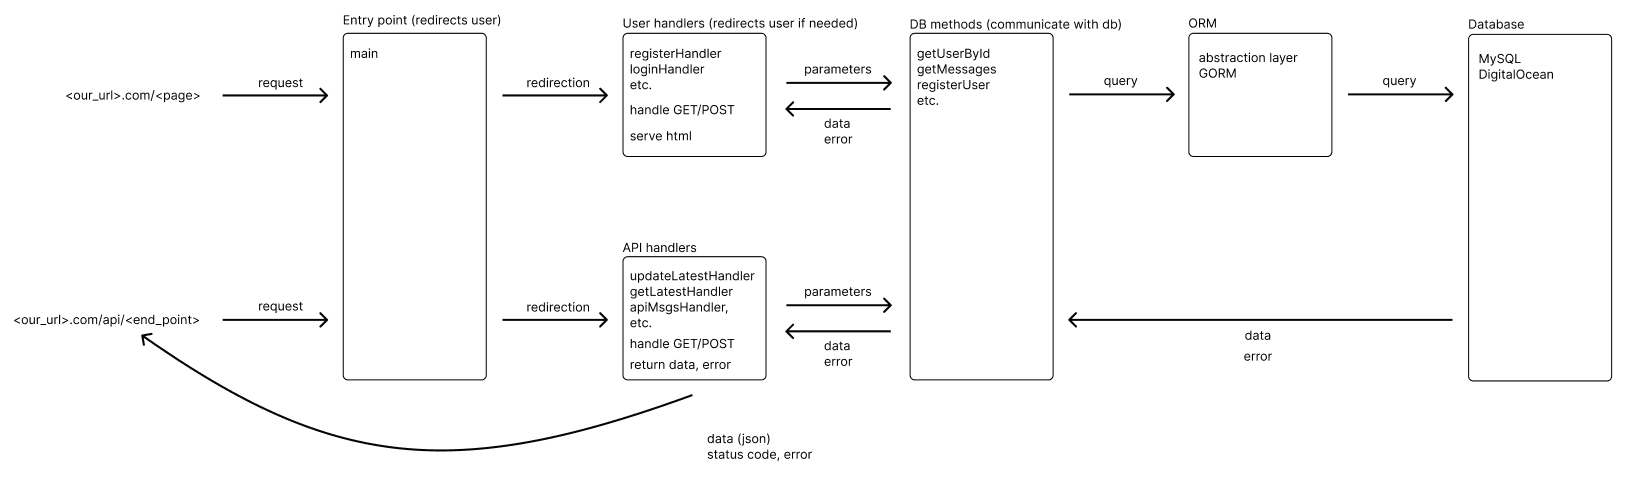 Entry point (redirects user)
main
<our_url>.com/<page>
request
redirection
User handlers (redirects user if needed)
registerHandler
loginHandler
etc.
handle GET/POST
serve html
parameters
data
error
DB methods (communicate with db)
getUserById
getMessages
registerUser
etc.
query
ORM
abstraction layer
GORM
query
Database
MySQL
DigitalOcean
<our_url>.com/api/<end_point>
request
redirection
API handlers
updateLatestHandler
getLatestHandler
apiMsgsHandler,
etc.
handle GET/POST
return data, error
parameters
data
error
data
error
data (json)
status code, error